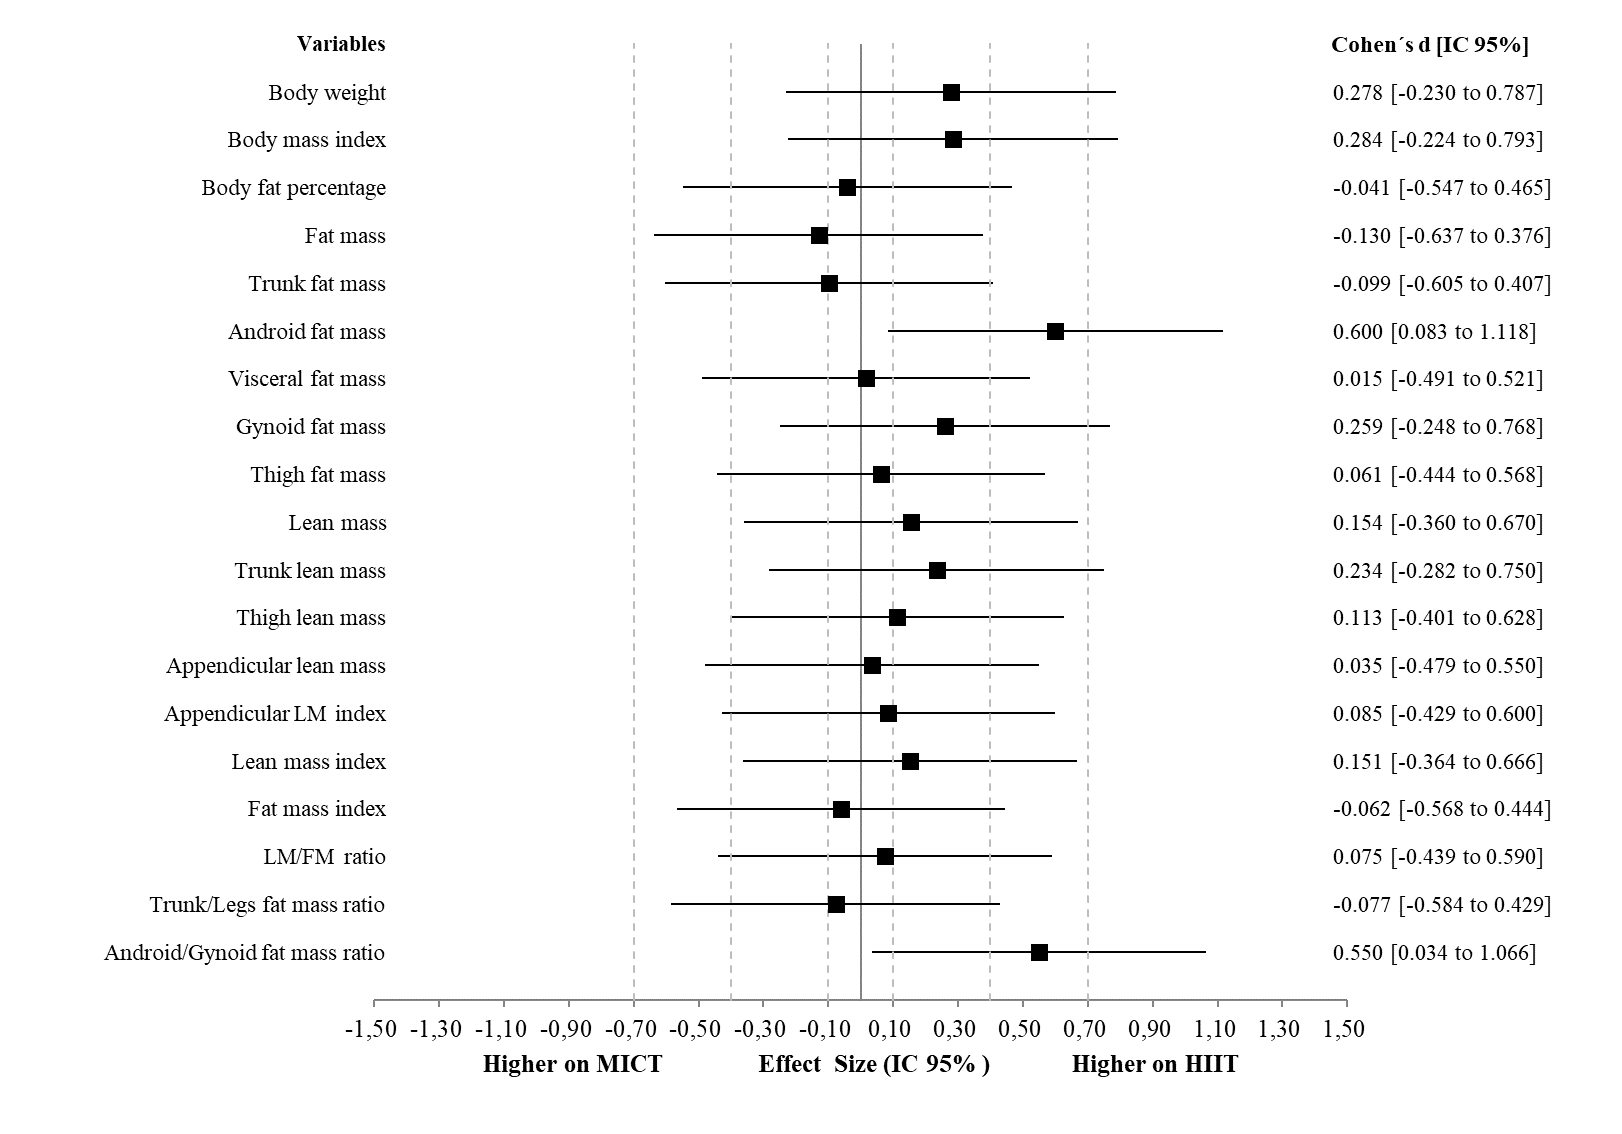 Variables Cohen´s d [IC 95%]
Body weight 0.278 [-0.230 to 0.787]
Body mass index 0.284 [-0.224 to 0.793]
Body fat percentage -0.041 [-0.547 to 0.465]
Fat mass -0.130 [-0.637 to 0.376]
Trunk fat mass -0.099 [-0.605 to 0.407]
Android fat mass 0.600 [0.083 to 1.118]
Visceral fat mass 0.015 [-0.491 to 0.521]
Gynoid fat mass 0.259 [-0.248 to 0.768]
Thigh fat mass 0.061 [-0.444 to 0.568]
Lean mass 0.154 [-0.360 to 0.670]
Trunk lean mass 0.234 [-0.282 to 0.750]
Thigh lean mass 0.113 [-0.401 to 0.628]
Appendicular lean mass 0.035 [-0.479 to 0.550]
Appendicular LM index 0.085 [-0.429 to 0.600]
Lean mass index 0.151 [-0.364 to 0.666]
Fat mass index -0.062 [-0.568 to 0.444]
LM/FM ratio 0.075 [-0.439 to 0.590]
Trunk/Legs fat mass ratio -0.077 [-0.584 to 0.429]
Android/Gynoid fat mass ratio 0.550 [0.034 to 1.066]
-1,50 -1,30 -1,10 -0,90 -0,70 -0,50 -0,30 -0,10 0,10 0,30 0,50 0,70 0,90 1,10 1,30 1,50
Higher on MICT Effect Size (IC 95% ) Higher on HIIT